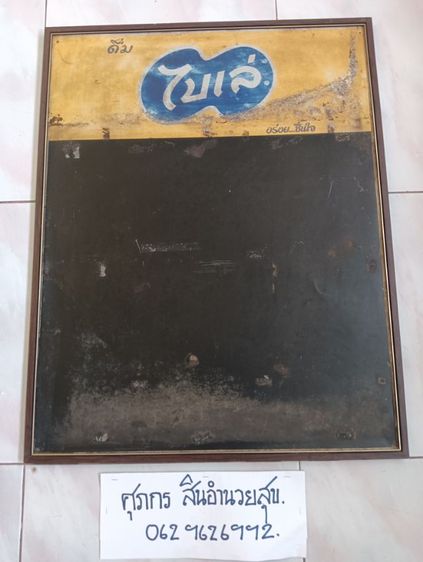 ดื่ม
ไบเล่
อร่อย...ชื่นใจ
ศุภกร สินอำนวยสุข.
062 9626992.